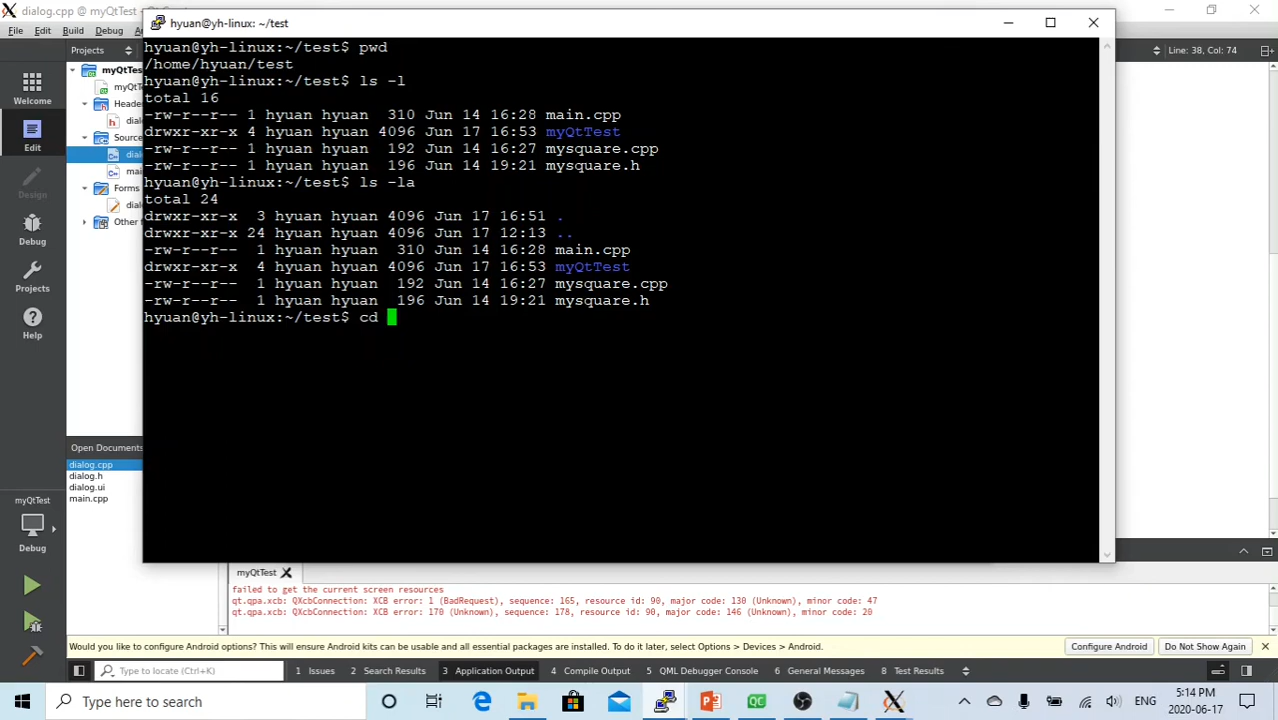 dialog.cpp (myQtTest
hyuan@yh-linux: ~/test
File Edit Build Debug
Projects
Line: 38, Col: 74
hyuan@yh-linux:~/test$ pwd
/home/hyuan/test
hyuan@yh-linux:~/test$ ls -l
total 16
-rw-r--r-- 1 hyuan hyuan  310 Jun 14 16:28 main.cpp
drwxr-xr-x 4 hyuan hyuan 4096 Jun 17 16:53 myQtTest
-rw-r--r-- 1 hyuan hyuan  192 Jun 14 16:27 mysquare.cpp
-rw-r--r-- 1 hyuan hyuan  196 Jun 14 19:21 mysquare.h
hyuan@yh-linux:~/test$ ls -la
total 24
drwxr-xr-x  3 hyuan hyuan 4096 Jun 17 16:51 .
drwxr-xr-x 24 hyuan hyuan 4096 Jun 17 12:13 ..
-rw-r--r--  1 hyuan hyuan  310 Jun 14 16:28 main.cpp
drwxr-xr-x  4 hyuan hyuan 4096 Jun 17 16:53 myQtTest
-rw-r--r--  1 hyuan hyuan  192 Jun 14 16:27 mysquare.cpp
-rw-r--r--  1 hyuan hyuan  196 Jun 14 19:21 mysquare.h
hyuan@yh-linux:~/test$ cd
Welcome
Edit
Design
Debug
Projects
Help
myQtTes
myQtT
Header
dialo
Source
dialo
main
Forms
dialo
Other f
Open Documents
dialog.cpp
dialog.h
dialog.ui
main.cpp
myQtTest
Debug
myQtTest
failed to get the current screen resources
qt.qpa.xcb: QXcbConnection: XCB error: 1 (BadRequest), sequence: 165, resource id: 90, major code: 130 (Unknown), minor code: 47
qt.qpa.xcb: QXcbConnection: XCB error: 170 (Unknown), sequence: 178, resource id: 90, major code: 146 (Unknown), minor code: 20
Would you like to configure Android options? This will ensure Android kits can be usable and all essential packages are installed. To do it later, select Options > Devices > Android.
Configure Android
Do Not Show Again
Type to locate (Ctrl+K)
1 Issues
2 Search Results
3 Application Output
4 Compile Output
5 QML Debugger Console
6 General Messages
8 Test Results
Type here to search
ENG
5:14 PM
2020-06-17